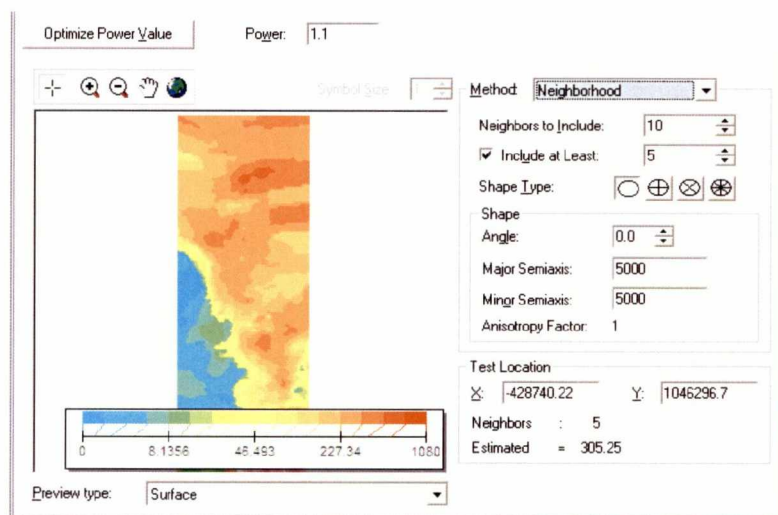 Optimize Power Value
Power: 1.1
Symbol Size: 1
Method: Neighborhood
Neighbors to Include: 10
Include at Least: 5
Shape Type:
Shape
Angle: 0.0
Major Semiaxis: 5000
Minor Semiaxis: 5000
Anisotropy Factor: 1
0 8.1356 46.493 227.34 1080
Test Location
X: -428740.22 Y: 1046296.7
Neighbors : 5
Estimated = 305.25
Preview type: Surface